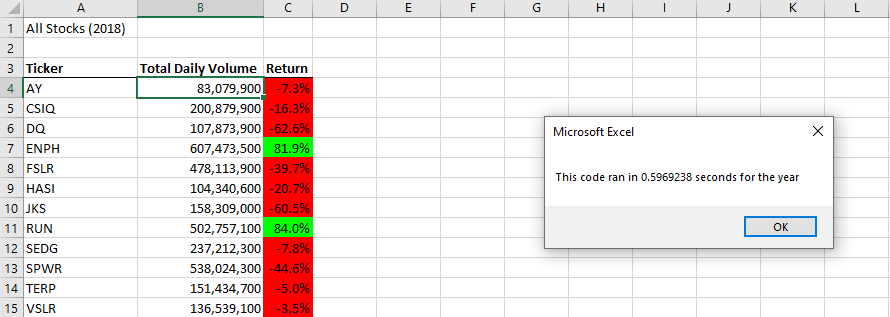 A B C D E F G H I J K L
1 All Stocks (2018)
2
3 Ticker Total Daily Volume Return
4 AY 83,079,900 -7.3%
5 CSIQ 200,879,900 -16.3%
6 DQ 107,873,900 -62.6%
7 ENPH 607,473,500 81.9%
8 FSLR 478,113,900 -39.7%
9 HASI 104,340,600 -20.7%
10 JKS 158,309,000 -60.5%
11 RUN 502,757,100 84.0%
12 SEDG 237,212,300 -7.8%
13 SPWR 538,024,300 -44.6%
14 TERP 151,434,700 -5.0%
15 VSLR 136,539,100 -3.5%
Microsoft Excel
This code ran in 0.5969238 seconds for the year
OK